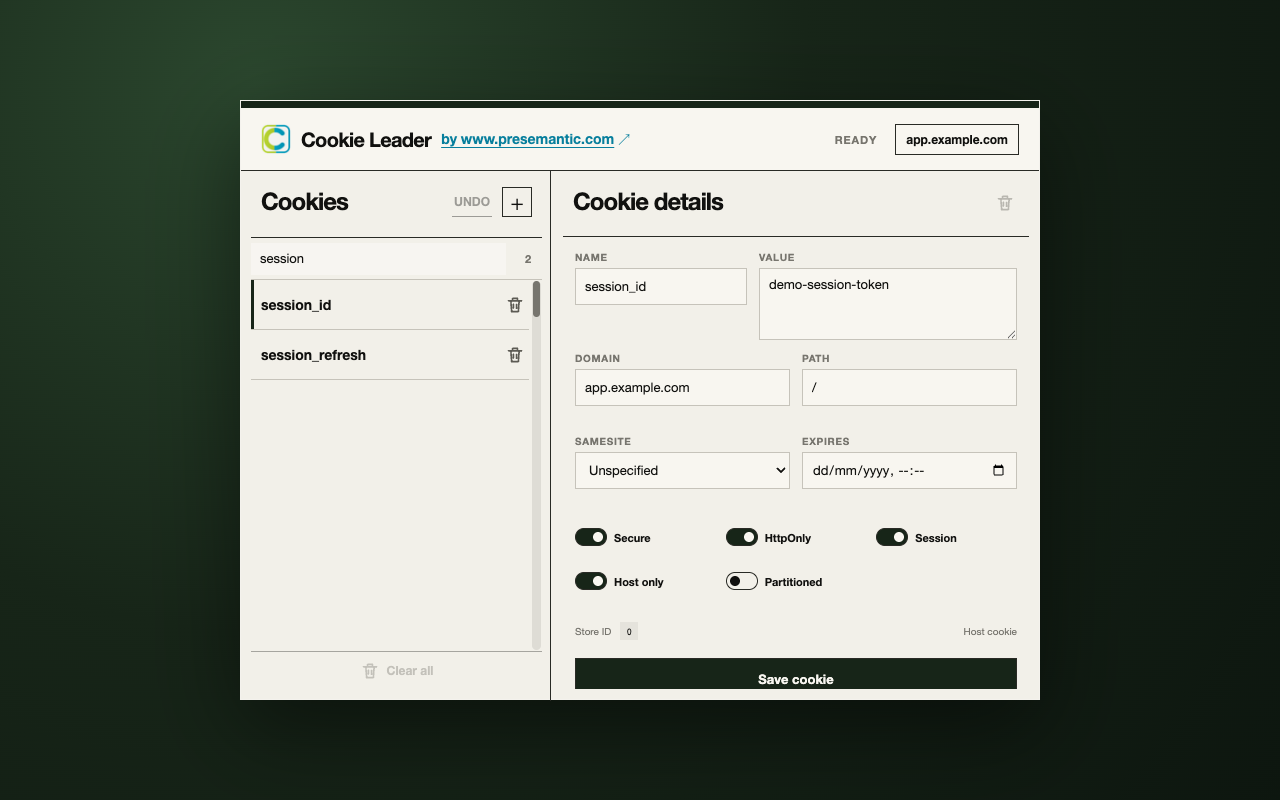 Cookie Leader by www.presemantic.com ↗
READY app.example.com
Cookies UNDO +
session 2
session_id
session_refresh
Clear all
Cookie details
NAME VALUE
session_id demo-session-token
DOMAIN PATH
app.example.com /
SAMESITE EXPIRES
Unspecified dd/mm/yyyy, --:--
Secure HttpOnly Session
Host only Partitioned
Store ID 0 Host cookie
Save cookie